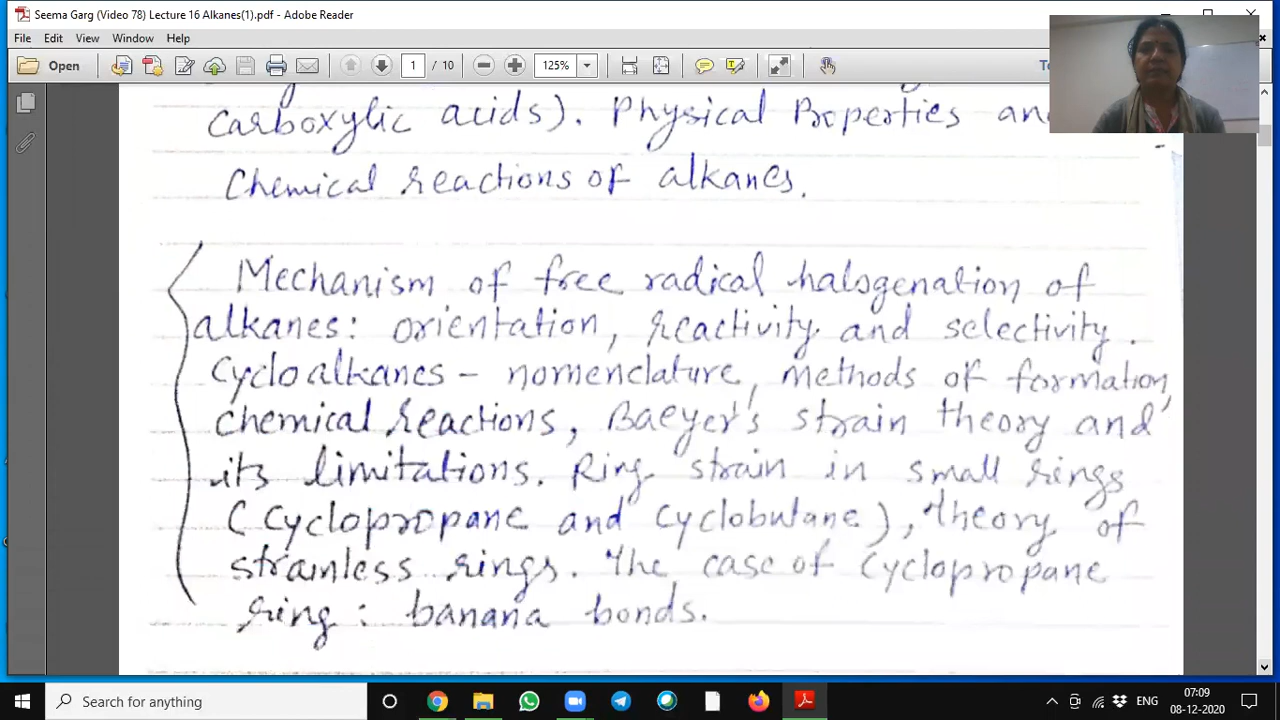 Seema Garg (Video 78) Lecture 16 Alkanes(1).pdf - Adobe Reader
File Edit View Window Help
Open 1 / 10 125%
Carboxylic acids). Physical Properties
Chemical reactions of alkanes.
Mechanism of free radical halogenation of
alkanes: orientation, reactivity and selectivity.
Cycloalkanes - nomenclature, methods of formation,
chemical reactions, Baeyer's strain theory and
its limitations. Ring strain in small rings
(Cyclopropane and cyclobutane), theory of
strainless rings. The case of cyclopropane
ring: banana bonds.
Search for anything
ENG
07:09
08-12-2020